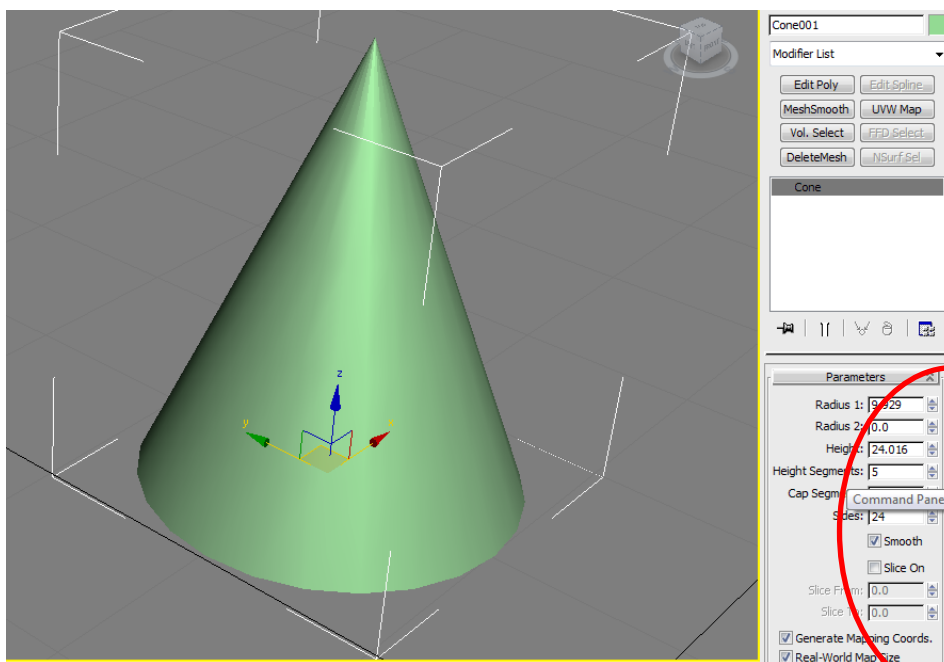 Cone001
Modifier List
Edit Poly Edit Spline
MeshSmooth UVW Map
Vol. Select FFD Select
DeleteMesh NSurf Sel
Cone
z
y x
Parameters
Radius 1: 9.929
Radius 2: 0.0
Height: 24.016
Height Segments: 5
Cap Segm
Command Pane
Sides: 24
Smooth
Slice On
Slice From: 0.0
Slice To: 0.0
Generate Mapping Coords.
Real-World Map Size